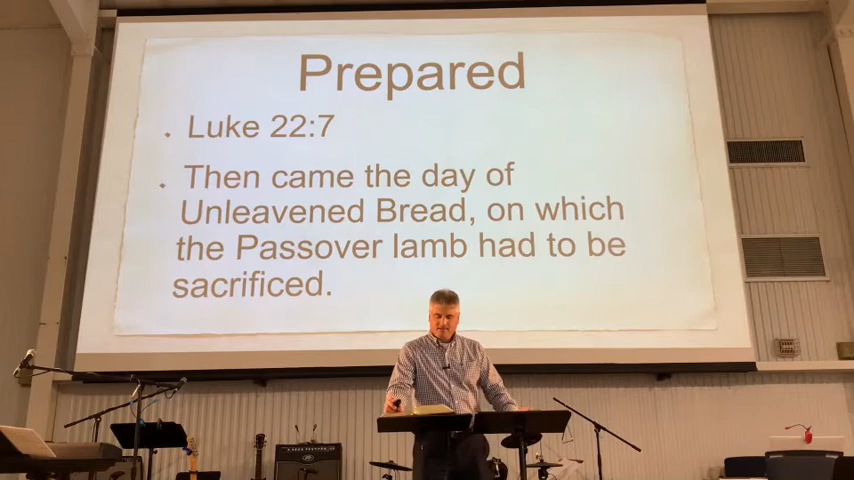 Prepared
Luke 22:7
Then came the day of
Unleavened Bread, on which
the Passover lamb had to be
sacrificed.